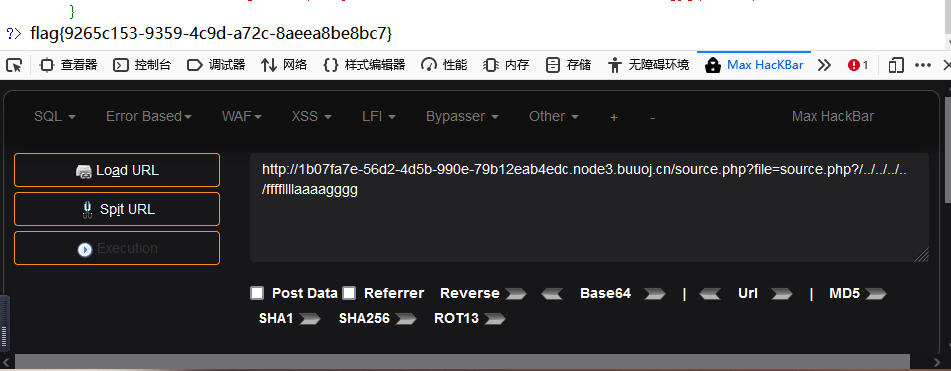 }
?> flag{9265c153-9359-4c9d-a72c-8aeea8be8bc7}
查看器 控制台 调试器 网络 样式编辑器 性能 内存 存储 无障碍环境 Max HacKBar 1
SQL Error Based WAF XSS LFI Bypasser Other + - Max HackBar
Load URL
Spit URL
Execution
http://1b07fa7e-56d2-4d5b-990e-79b12eab4edc.node3.buuoj.cn/source.php?file=source.php?/../../../..
/ffffllllaaaagggg
Post Data Referrer Reverse Base64 | Url | MD5
SHA1 SHA256 ROT13